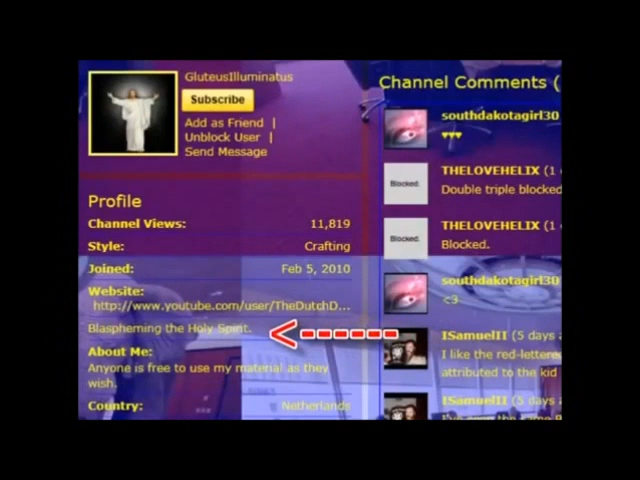 GluteusIlluminatus
Subscribe
Add as Friend |
Unblock User |
Send Message
Profile
Channel Views: 11,819
Style: Crafting
Joined: Feb 5, 2010
Website:
http://www.youtube.com/user/TheDutchD...
Blaspheming the Holy Spirit.
About Me:
Anyone is free to use my material as they
wish.
Country: Netherlands
Channel Comments (
southdakotagirl30
♥♥♥
Blocked.
THELOVEHELIX (1
Double triple blocked
Blocked.
THELOVEHELIX (1
Blocked.
southdakotagirl30
<3
ISamuelII (5 days
I like the red-lettere
attributed to the kid
ISamuelII (5 days